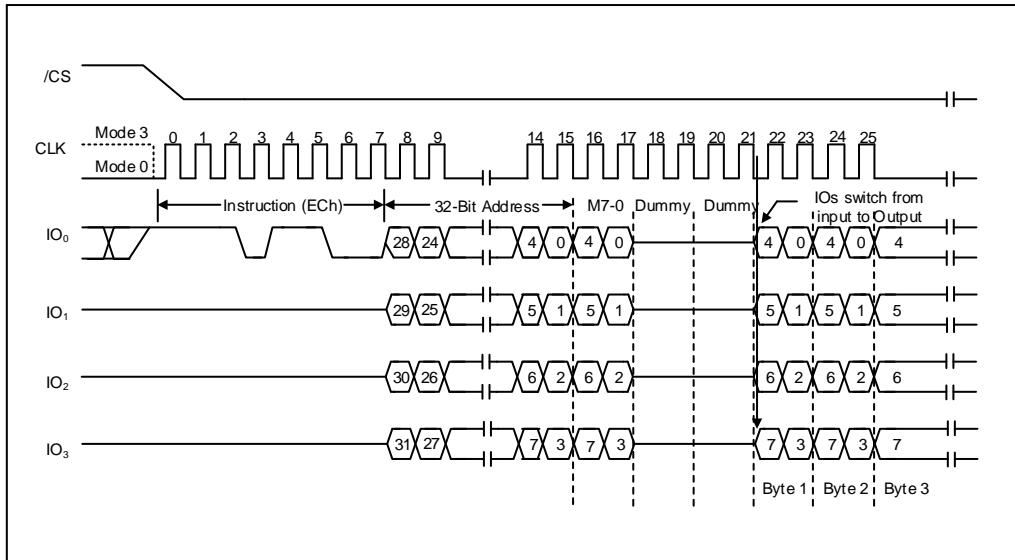 /CS
Mode 3
CLK
Mode 0
0 1 2 3 4 5 6 7 8 9 14 15 16 17 18 19 20 21 22 23 24 25
Instruction (ECh)
32-Bit Address
M7-0
Dummy
Dummy
IOs switch from
input to Output
IO0
28 24 4 0 4 0 4 0 4 0 4
IO1
29 25 5 1 5 1 5 1 5 1 5
IO2
30 26 6 2 6 2 6 2 6 2 6
IO3
31 27 7 3 7 3 7 3 7 3 7
Byte 1
Byte 2
Byte 3